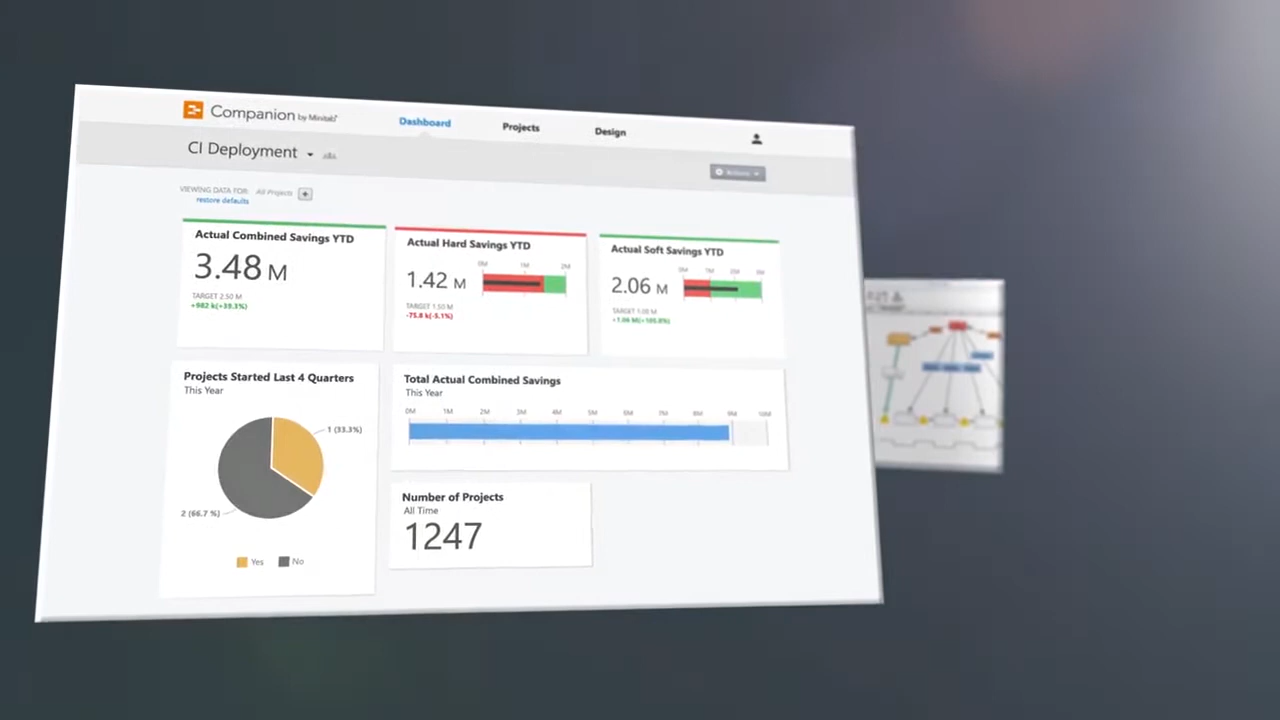 Companion by Minitab
Dashboard
Projects
Design
CI Deployment
Actions
VIEWING DATA FOR: All Projects +
restore defaults
Actual Combined Savings YTD
3.48 M
TARGET 2.50 M
+982 k(+39.3%)
Actual Hard Savings YTD
1.42 M
0M 1M 2M
TARGET 1.50 M
-75.8 k(-5.1%)
Actual Soft Savings YTD
2.06 M
0M 1M 2M 3M
TARGET 1.00 M
+1.06 M(+105.8%)
Projects Started Last 4 Quarters
This Year
1 (33.3%)
2 (66.7 %)
Yes No
Total Actual Combined Savings
This Year
0M 1M 2M 3M 4M 5M 6M 7M 8M 9M 10M
Number of Projects
All Time
1247